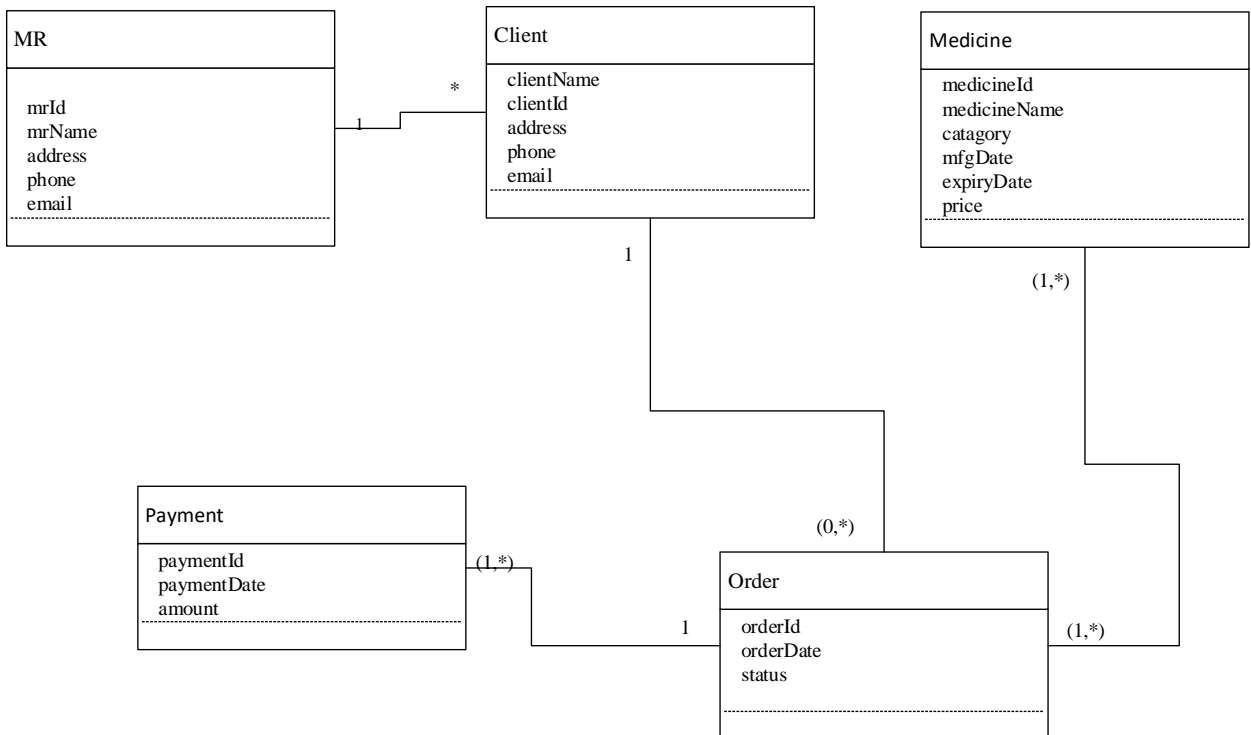 MR
mrId
mrName
address
phone
email
1
*
Client
clientName
clientId
address
phone
email
1
Medicine
medicineId
medicineName
catagory
mfgDate
expiryDate
price
(1,*)
Payment
paymentId
paymentDate
amount
(1,*)
1
(0,*)
Order
orderId
orderDate
status
(1,*)